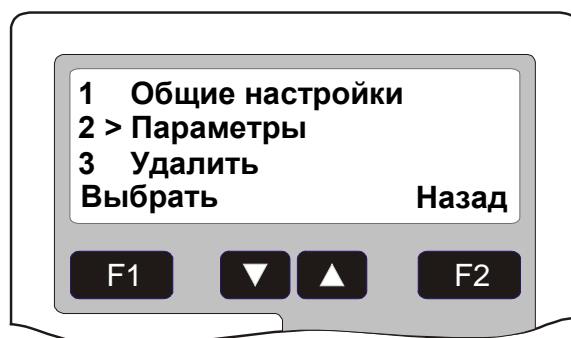 1 Общие настройки
2 > Параметры
3 Удалить
Выбрать Назад
F1 F2